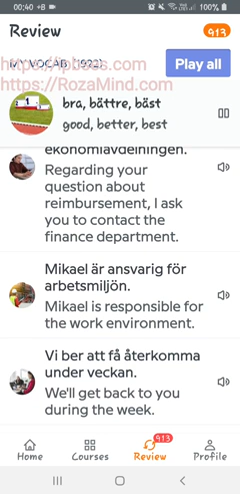 00:40 +8
100%
Review
913
MY VOCAB (1972)
Play all
https://RozaMind.com
bra, bättre, bäst
good, better, best
ekonomiavdelningen.
Regarding your
question about
reimbursement, I ask
you to contact the
finance department.
Mikael är ansvarig för
arbetsmiljön.
Mikael is responsible for
the work environment.
Vi ber att få återkomma
under veckan.
We'll get back to you
during the week.
913
Home
Courses
Review
Profile